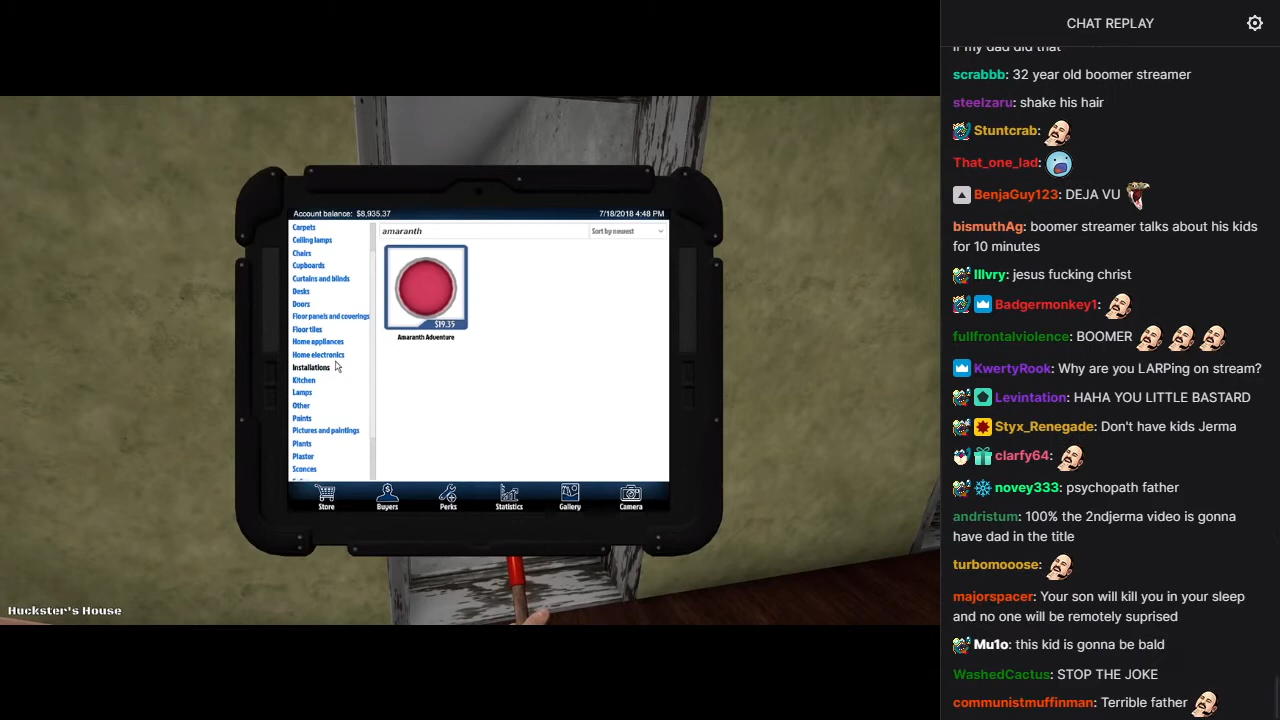 Account balance: $8,935.37
7/18/2018 4:48 PM
Carpets
Ceiling lamps
Chairs
Cupboards
Curtains and blinds
Desks
Doors
Floor panels and coverings
Floor tiles
Home appliances
Home electronics
Installations
Kitchen
Lamps
Other
Paints
Pictures and paintings
Plants
Plaster
Sconces
amaranth
Sort by newest
$19.35
Amaranth Adventure
Store
Buyers
Perks
Statistics
Gallery
Camera
Huckster's House
CHAT REPLAY
if my dad did that
scrabbb: 32 year old boomer streamer
steelzaru: shake his hair
Stuntcrab:
That_one_lad:
BenjaGuy123: DEJA VU
bismuthAg: boomer streamer talks about his kids
for 10 minutes
lllvry: jesus fucking christ
Badgermonkey1:
fullfrontalviolence: BOOMER
KwertyRook: Why are you LARPing on stream?
Levintation: HAHA YOU LITTLE BASTARD
Styx_Renegade: Don't have kids Jerma
clarfy64:
novey333: psychopath father
andristum: 100% the 2ndjerma video is gonna
have dad in the title
turbomooose:
majorspacer: Your son will kill you in your sleep
and no one will be remotely suprised
Mu1o: this kid is gonna be bald
WashedCactus: STOP THE JOKE
communistmuffinman: Terrible father